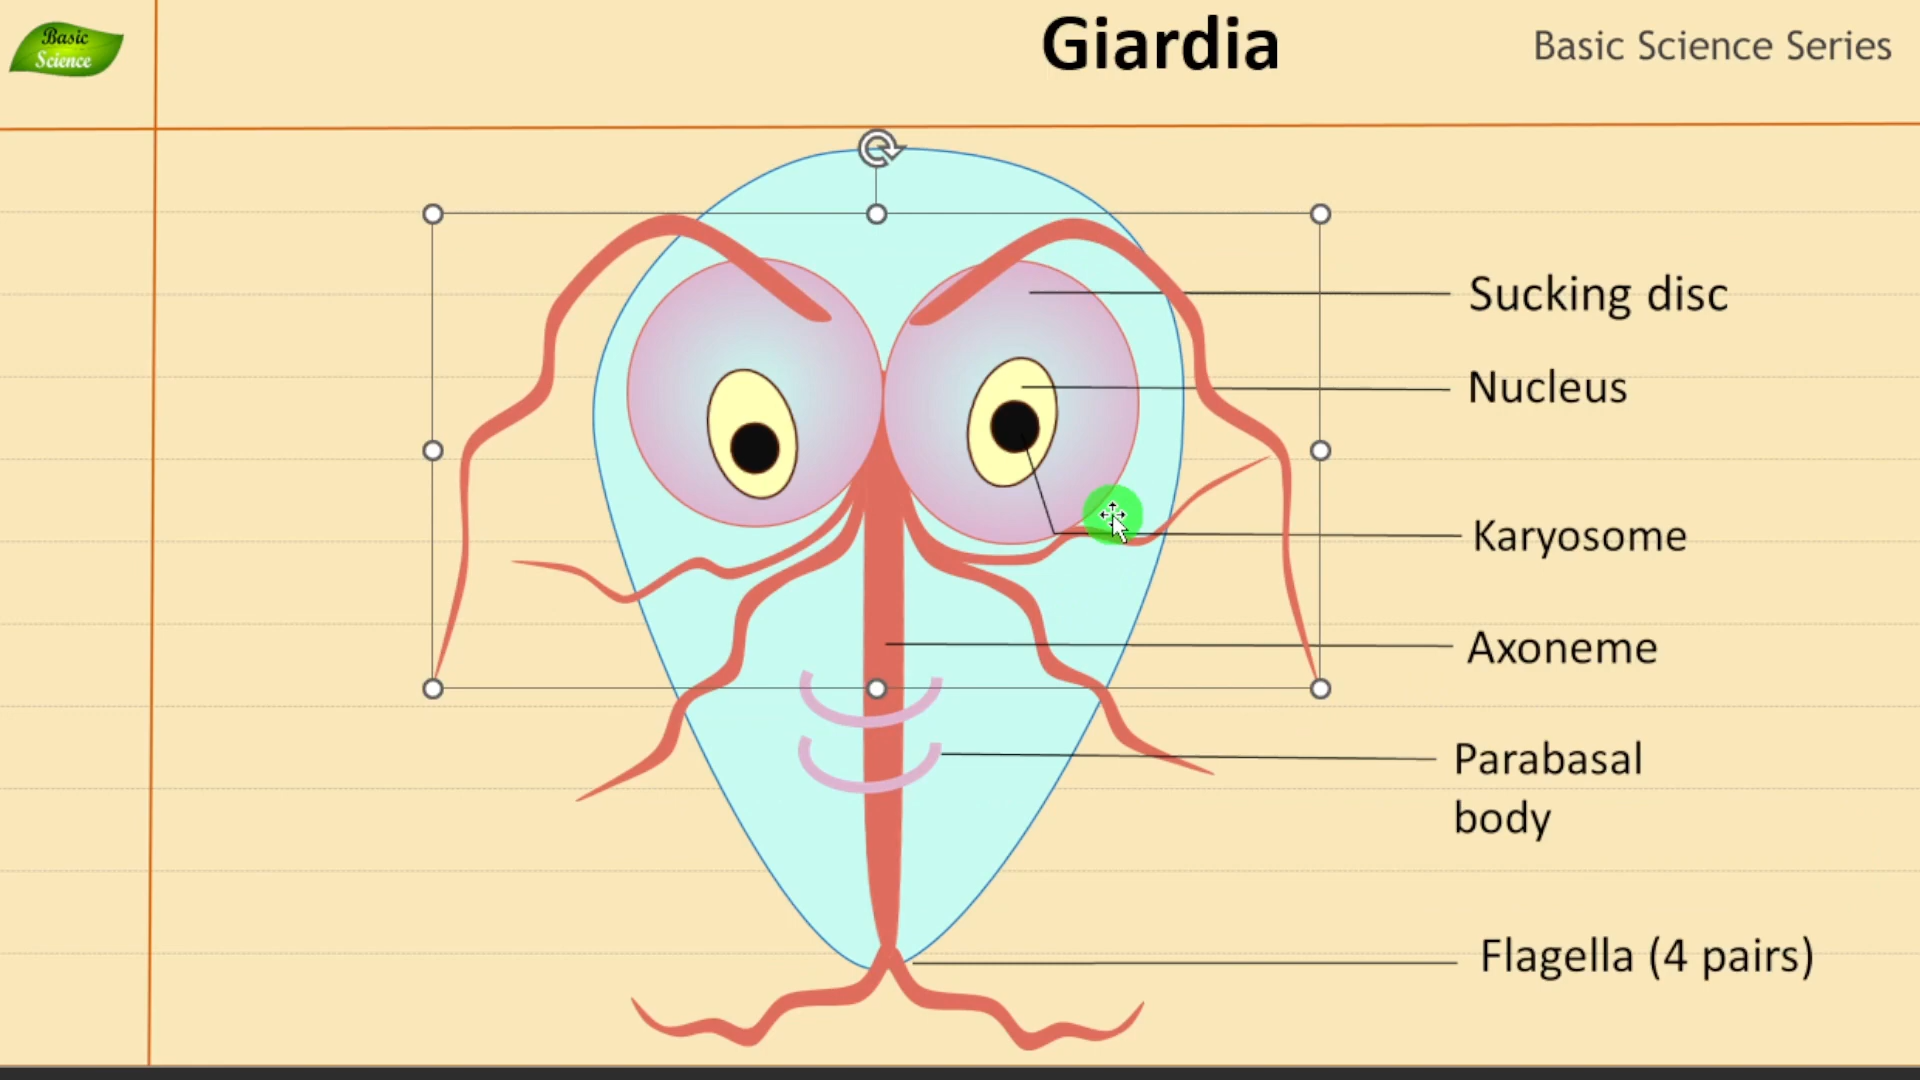 Basic
Science
Giardia
Basic Science Series
Sucking disc
Nucleus
Karyosome
Axoneme
Parabasal
body
Flagella (4 pairs)